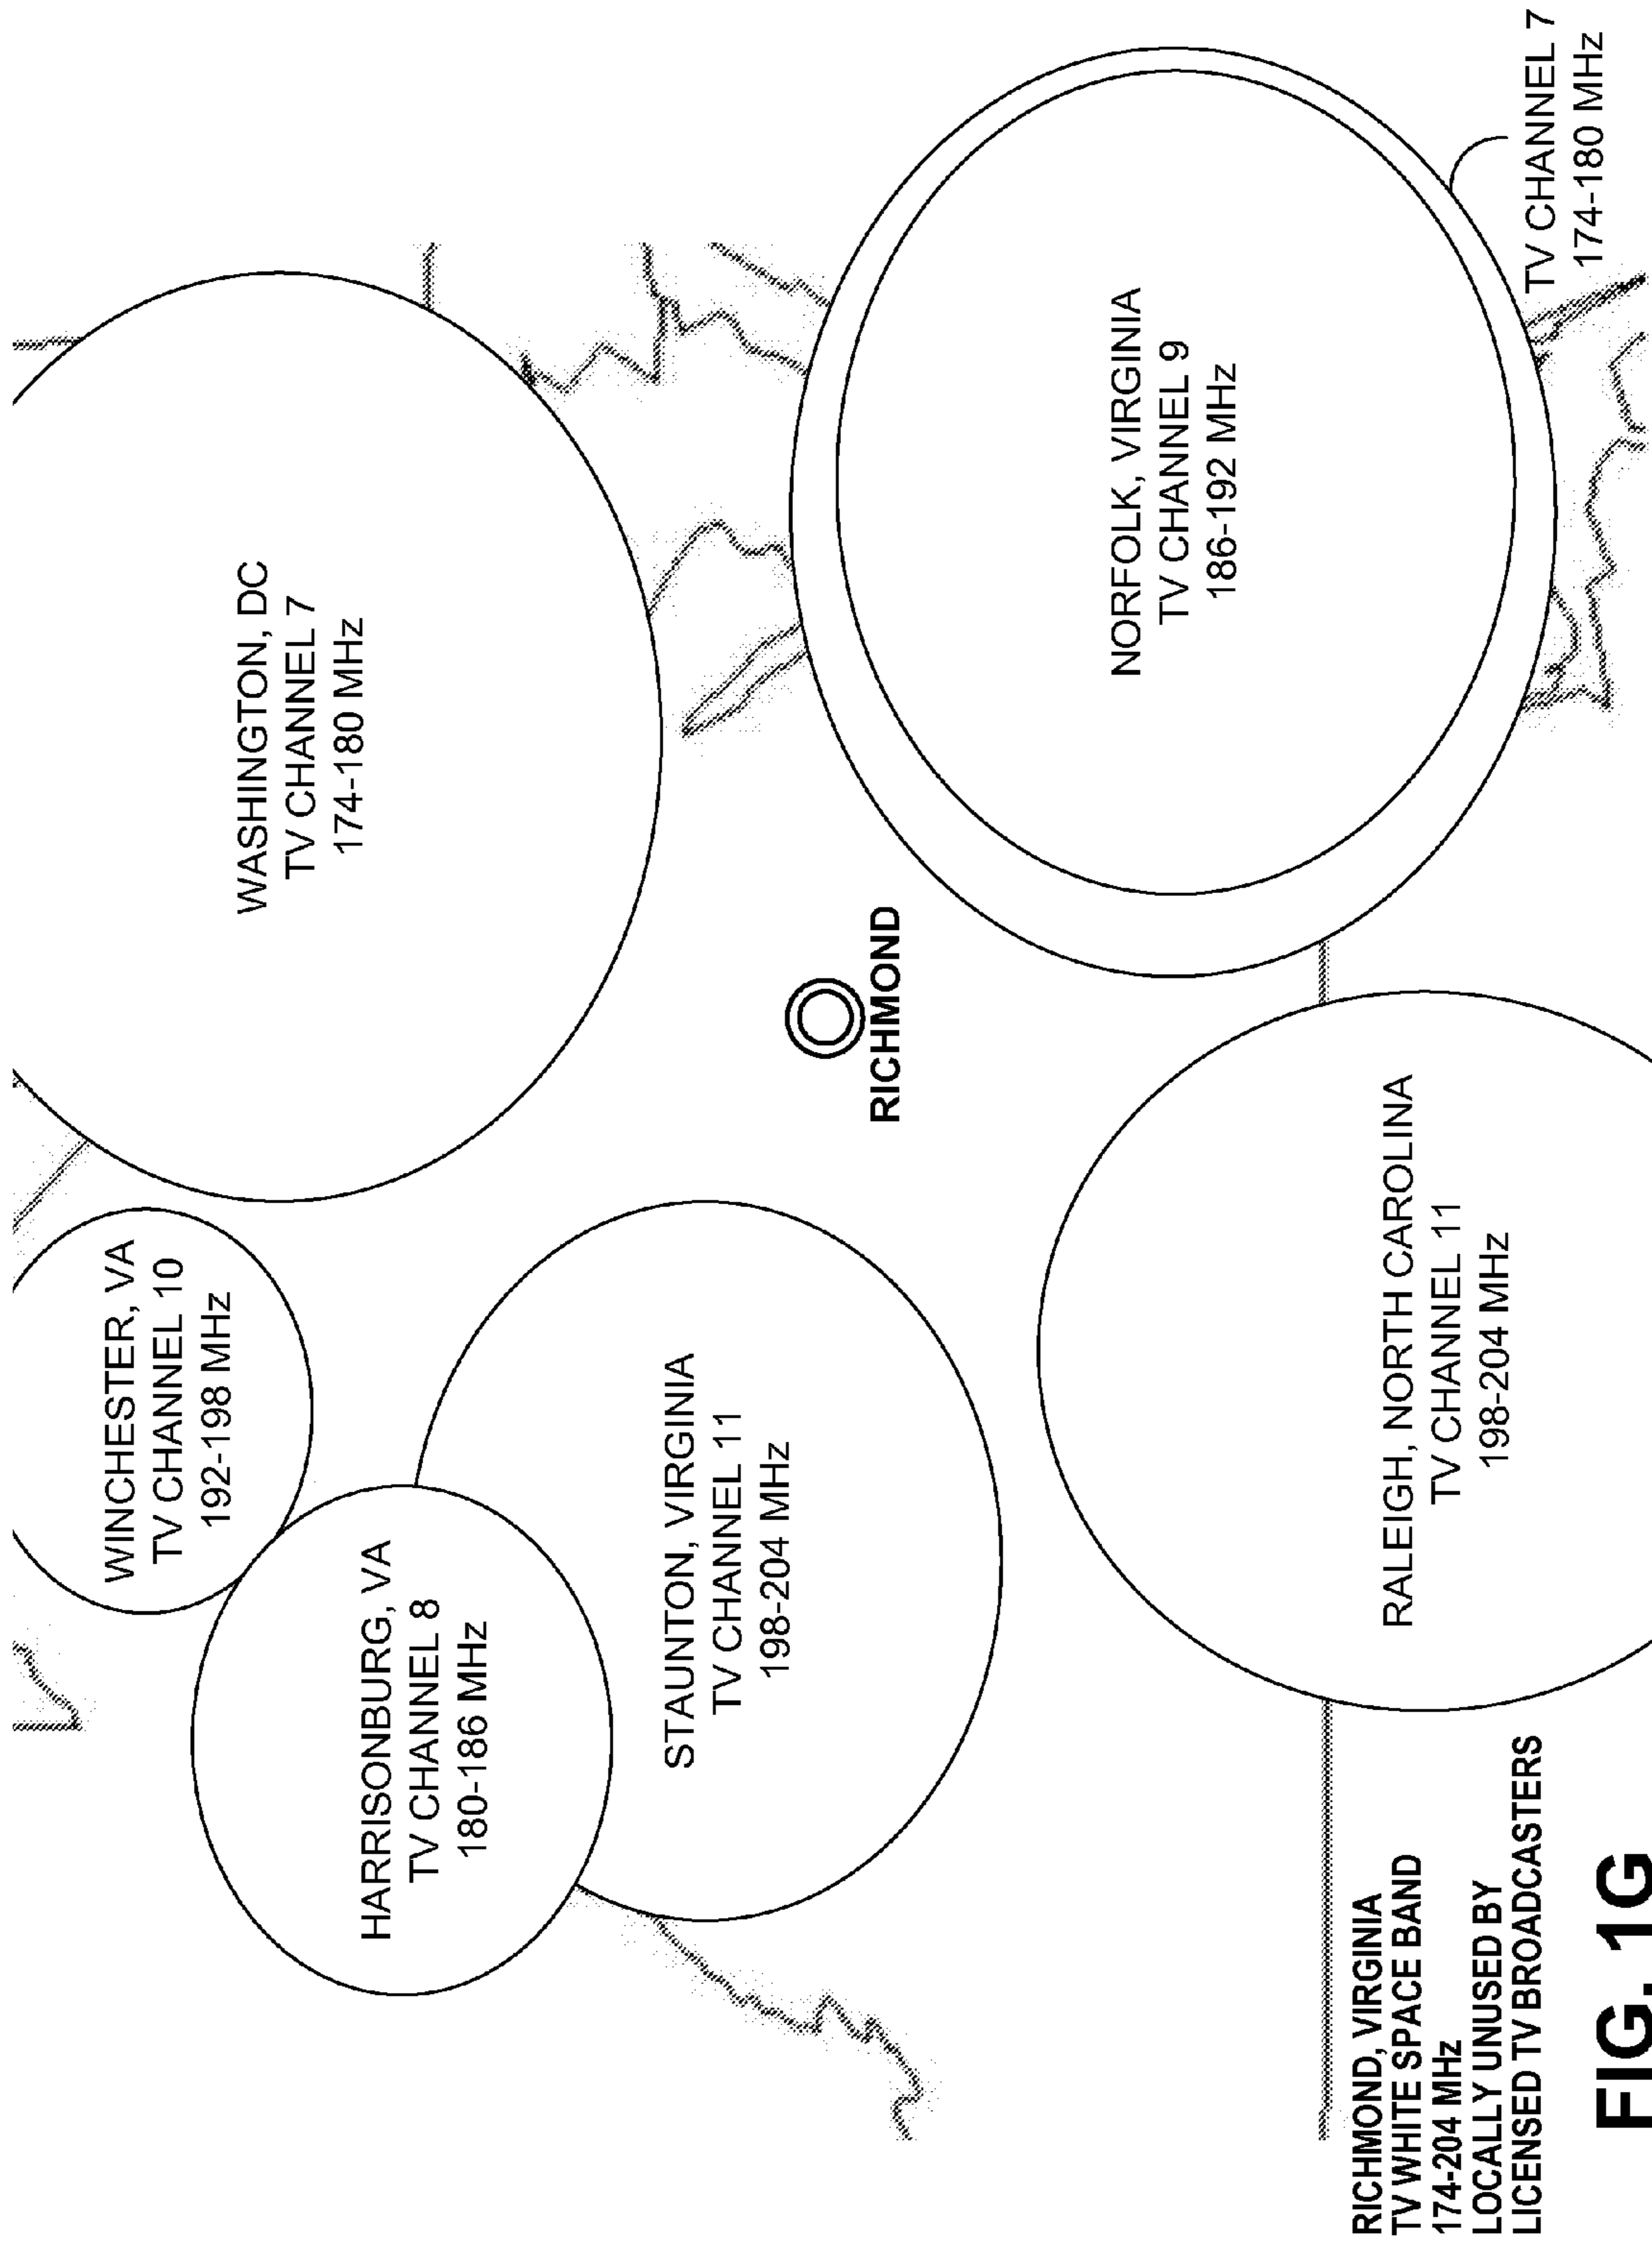 WINCHESTER, VA
TV CHANNEL 10
192-198 MHz
WASHINGTON, DC
TV CHANNEL 7
174-180 MHz
HARRISONBURG, VA
TV CHANNEL 8
180-186 MHz
STAUNTON, VIRGINIA
TV CHANNEL 11
198-204 MHz
RICHMOND
NORFOLK, VIRGINIA
TV CHANNEL 9
186-192 MHz
RALEIGH, NORTH CAROLINA
TV CHANNEL 11
198-204 MHz
TV CHANNEL 7
174-180 MHz
RICHMOND, VIRGINIA
TV WHITE SPACE BAND
174-204 MHz
LOCALLY UNUSED BY
LICENSED TV BROADCASTERS
FIG. 1G